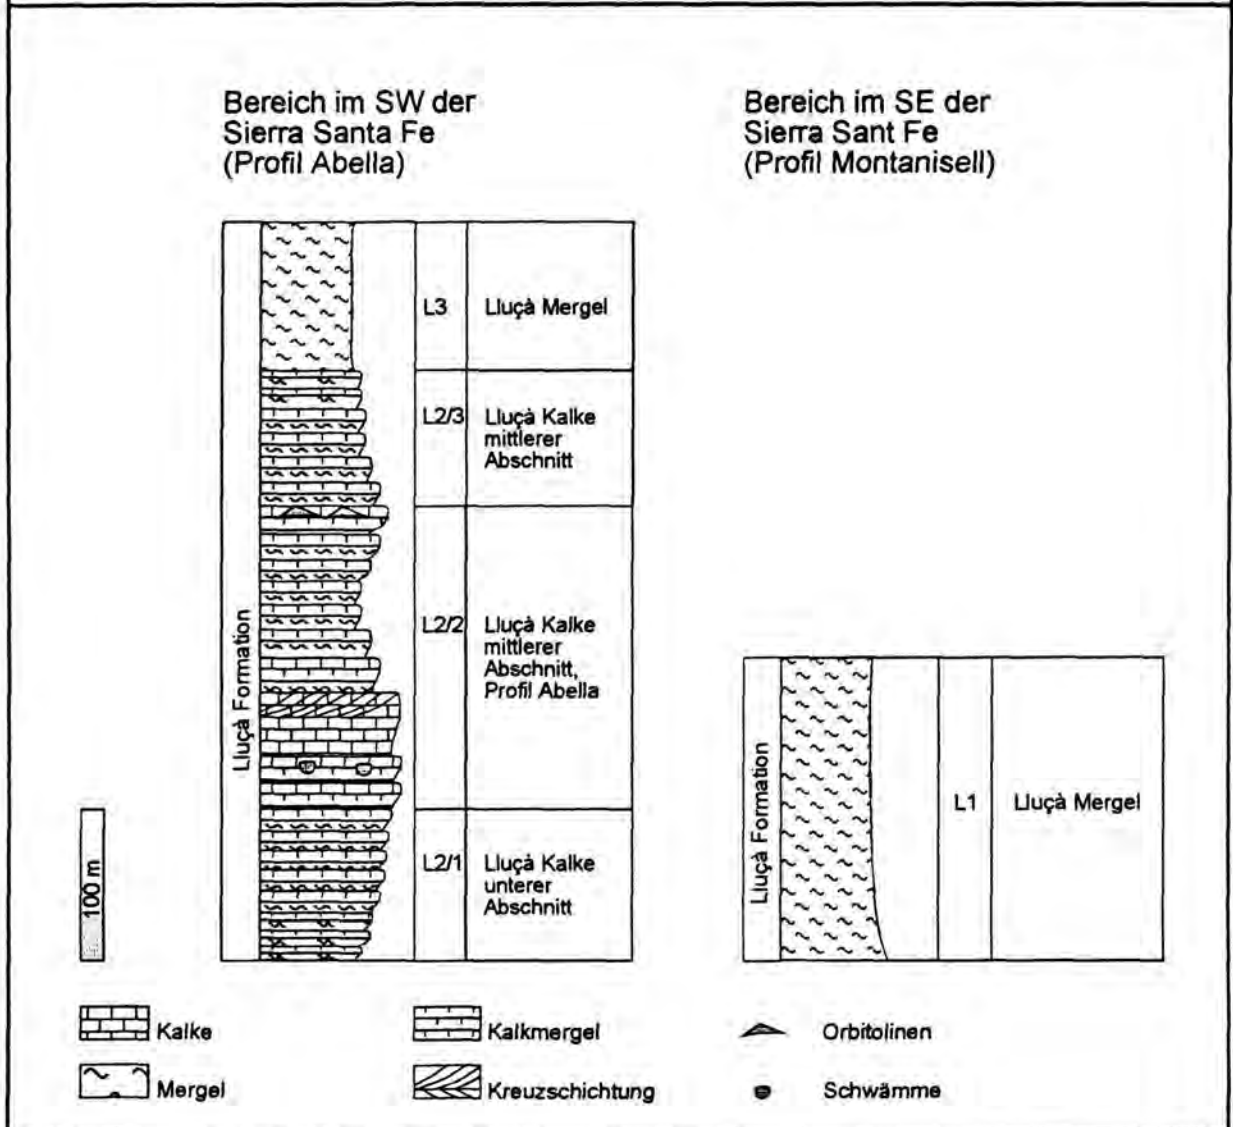 Bereich im SW der
Sierra Santa Fe
(Profil Abella)
Bereich im SE der
Sierra Sant Fe
(Profil Montanisell)
Lluçà Formation
L3
Lluçà Mergel
L2/3
Lluçà Kalke
mittlerer
Abschnitt
L2/2
Lluçà Kalke
mittlerer
Abschnitt,
Profil Abella
L2/1
Lluçà Kalke
unterer
Abschnitt
Lluçà Formation
L1
Lluçà Mergel
100 m
Kalke
Kalkmergel
Orbitolinen
Mergel
Kreuzschichtung
Schwämme